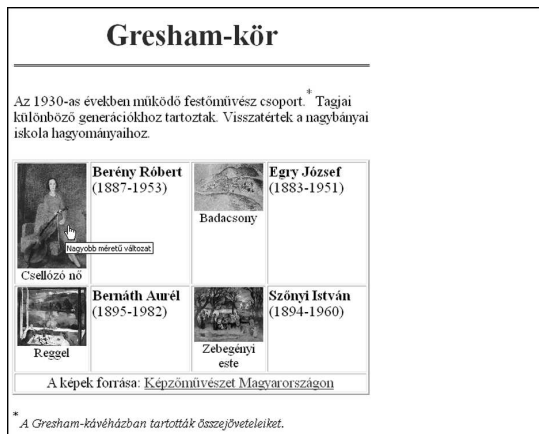 Gresham-kör
Az 1930-as években működő festőművész csoport.* Tagjai
különböző generációkhoz tartoztak. Visszatértek a nagybányai
iskola hagyományaihoz.
Berény Róbert
(1887-1953)
Nagyobb méretű változat
Csellózó nő
Egry József
(1883-1951)
Badacsony
Bernáth Aurél
(1895-1982)
Reggel
Szőnyi István
(1894-1960)
Zebegényi
este
A képek forrása: Képzőművészet Magyarországon
*A Gresham-kávéházban tartották összejöveteleiket.